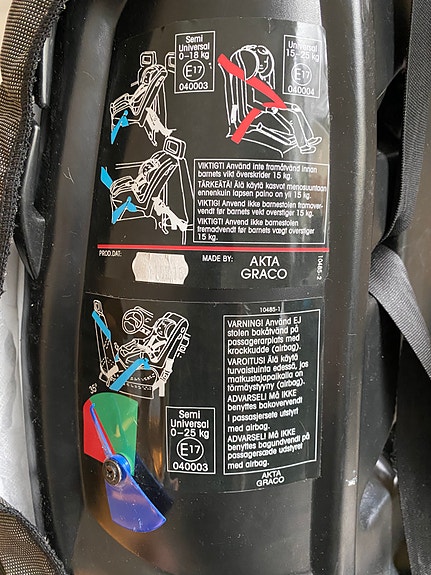 Semi
Universal
0-18 kg
E17
040003
Universal
15-25 kg
E17
040004
VIKTIGT! Använd inte framåtvänd innan
barnets vikt överskrider 15 kg.
TÄRKEÄTÄ! Älä käytä kasvot menosuuntaan
ennenkuin lapsen paino on yli 15 kg.
VIKTIG! Anvend ikke barnestolen framover-
vendt før barnets vekt overstiger 15 kg.
VIGTIGT! Anvend ikke barnestolen
fremadvendt før barnets vægt overstiger
15 kg.
PROD.DAT:
MADE BY:
AKTA
GRACO
10485-2
10485-1
VARNING! Använd EJ
stolen bakåtvänd på
passagerarplats med
krockkudde (airbag).
VAROITUS! Älä käytä
turvaistuinta edessä, jos
matkustajapaikalla on
törmäystyyny (airbag).
ADVARSEL! MÅ IKKE
benyttes bakovervendt
i passasjersete utstyrt
med airbag.
ADVARSEL! MÅ IKKE
benyttes bagundvendt på
passagersæde udstyret
med airbag.
AKTA
GRACO
35°
Semi
Universal
0-25 kg
E17
040003